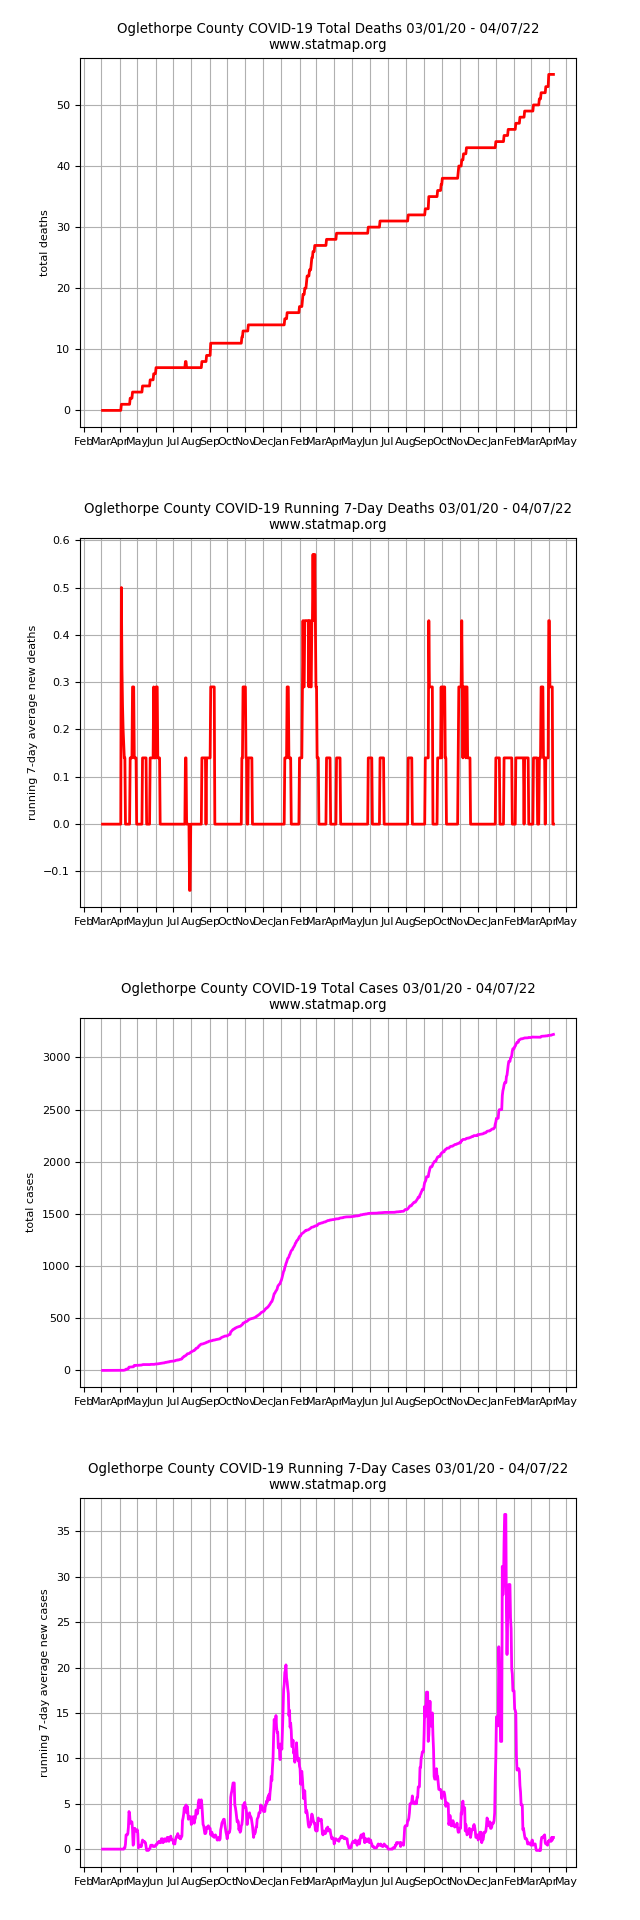 Oglethorpe County COVID-19 Total Deaths 03/01/20 - 04/07/22
www.statmap.org
50
40
30
20
10
0
total deaths
Feb Mar Apr May Jun Jul Aug Sep Oct Nov Dec Jan Feb Mar Apr May Jun Jul Aug Sep Oct Nov Dec Jan Feb Mar Apr May
Oglethorpe County COVID-19 Running 7-Day Deaths 03/01/20 - 04/07/22
www.statmap.org
0.6
0.5
0.4
0.3
0.2
0.1
0.0
−0.1
running 7-day average new deaths
Feb Mar Apr May Jun Jul Aug Sep Oct Nov Dec Jan Feb Mar Apr May Jun Jul Aug Sep Oct Nov Dec Jan Feb Mar Apr May
Oglethorpe County COVID-19 Total Cases 03/01/20 - 04/07/22
www.statmap.org
3000
2500
2000
1500
1000
500
0
total cases
Feb Mar Apr May Jun Jul Aug Sep Oct Nov Dec Jan Feb Mar Apr May Jun Jul Aug Sep Oct Nov Dec Jan Feb Mar Apr May
Oglethorpe County COVID-19 Running 7-Day Cases 03/01/20 - 04/07/22
www.statmap.org
35
30
25
20
15
10
5
0
running 7-day average new cases
Feb Mar Apr May Jun Jul Aug Sep Oct Nov Dec Jan Feb Mar Apr May Jun Jul Aug Sep Oct Nov Dec Jan Feb Mar Apr May